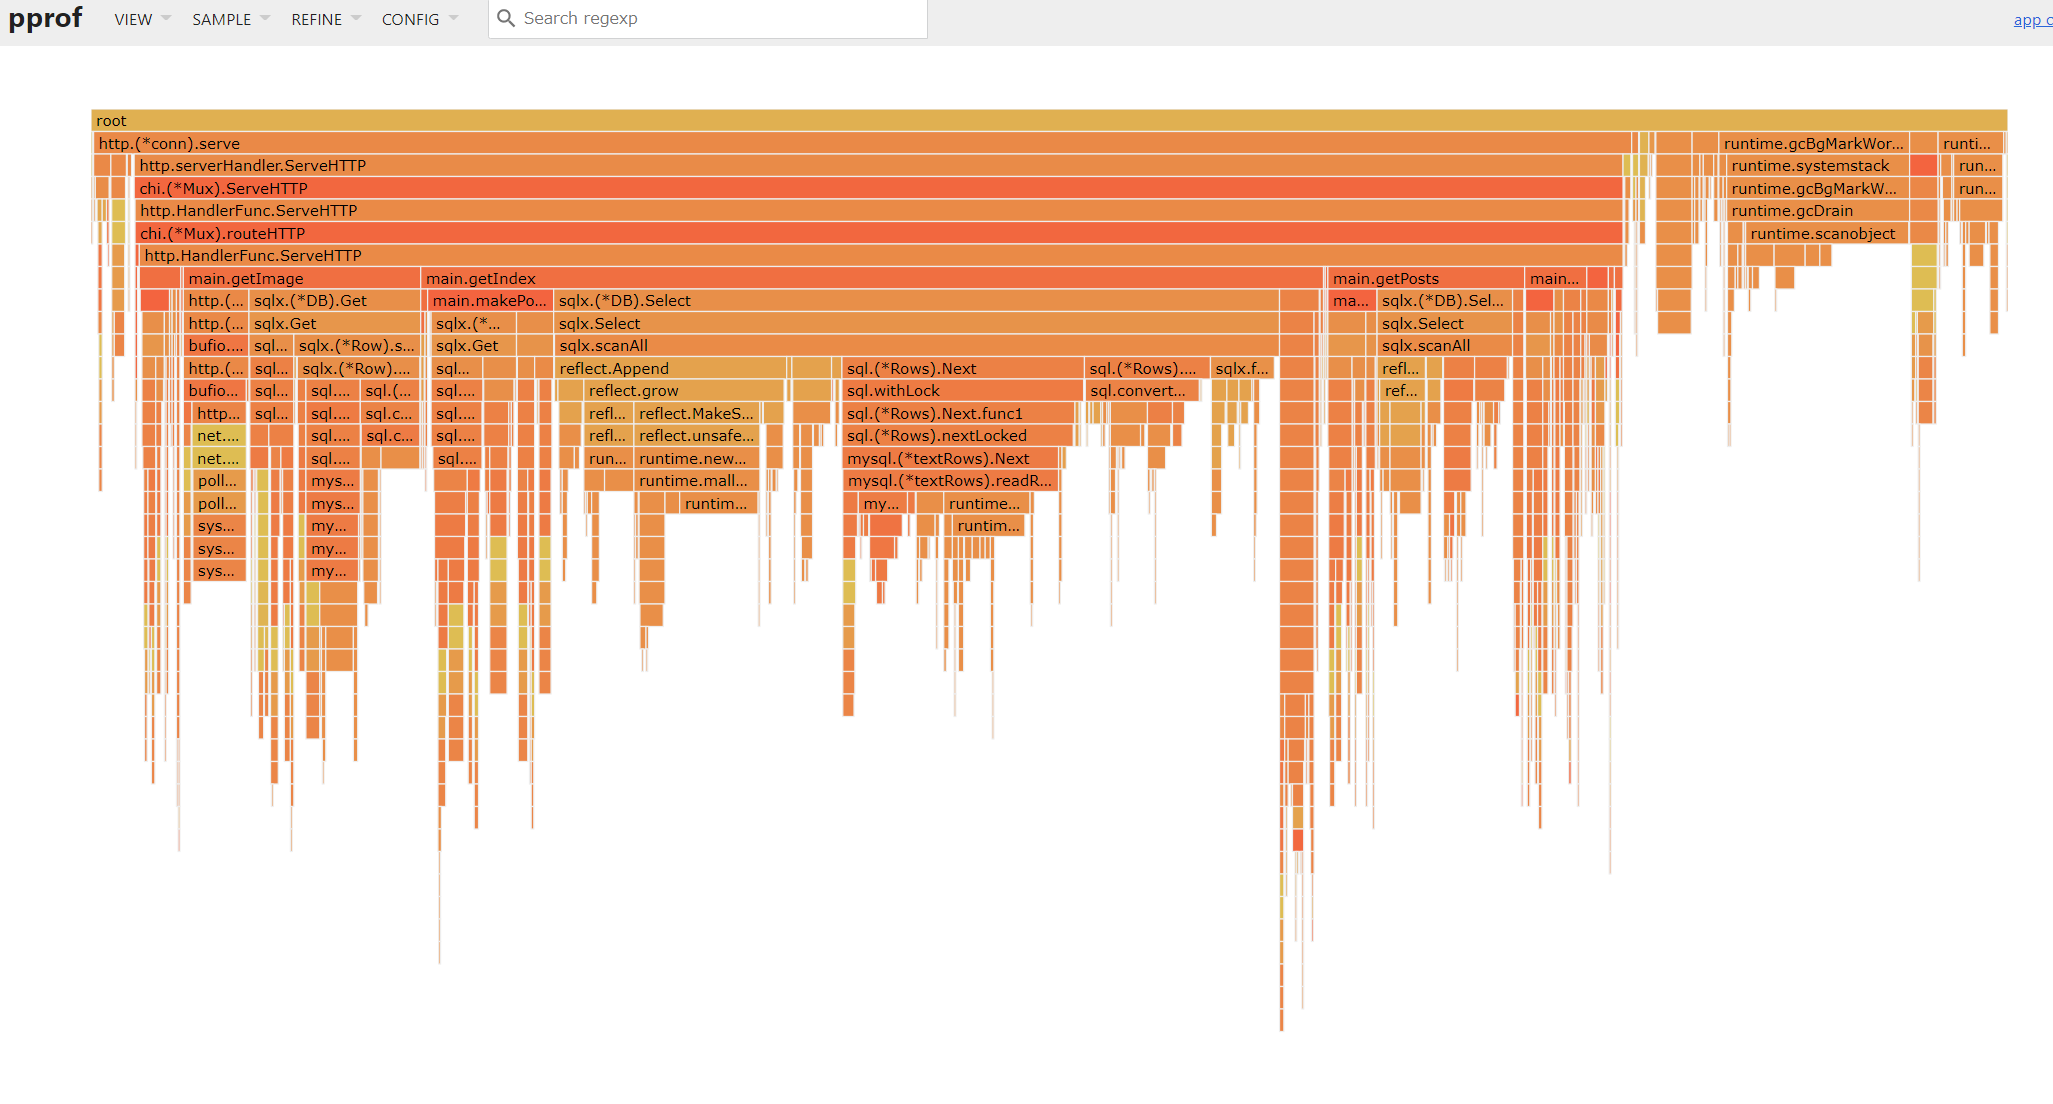 pprof VIEW SAMPLE REFINE CONFIG Search regexp app c
root
http.(*conn).serve runtime.gcBgMarkWor... runti...
http.serverHandler.ServeHTTP runtime.systemstack run...
chi.(*Mux).ServeHTTP runtime.gcBgMarkW... run...
http.HandlerFunc.ServeHTTP runtime.gcDrain
chi.(*Mux).routeHTTP runtime.scanobject
http.HandlerFunc.ServeHTTP
main.getImage main.getIndex main.getPosts main...
http.(... sqlx.(*DB).Get main.makePo... sqlx.(*DB).Select ma... sqlx.(*DB).Sel...
http.(... sqlx.Get sqlx.(*... sqlx.Select sqlx.Select
bufio.... sql... sqlx.(*Row).s... sqlx.Get sqlx.scanAll sqlx.scanAll
http.(... sql... sqlx.(*Row).... sql... reflect.Append sql.(*Rows).Next sql.(*Rows).... sqlx.f... refl...
bufio... sql... sql.... sql.(... sql.... reflect.grow sql.withLock sql.convert... ref...
http... sql... sql.... sql.c... sql.... refl... reflect.MakeS... sql.(*Rows).Next.func1
net.... sql.... sql.c... sql.... refl... reflect.unsafe... sql.(*Rows).nextLocked
net.... sql.... sql.... run... runtime.new... mysql.(*textRows).Next
poll... mys... runtime.mall... mysql.(*textRows).readR...
poll... mys... runtim... my... runtime...
sys... my... runtim...
sys... my...
sys... my...